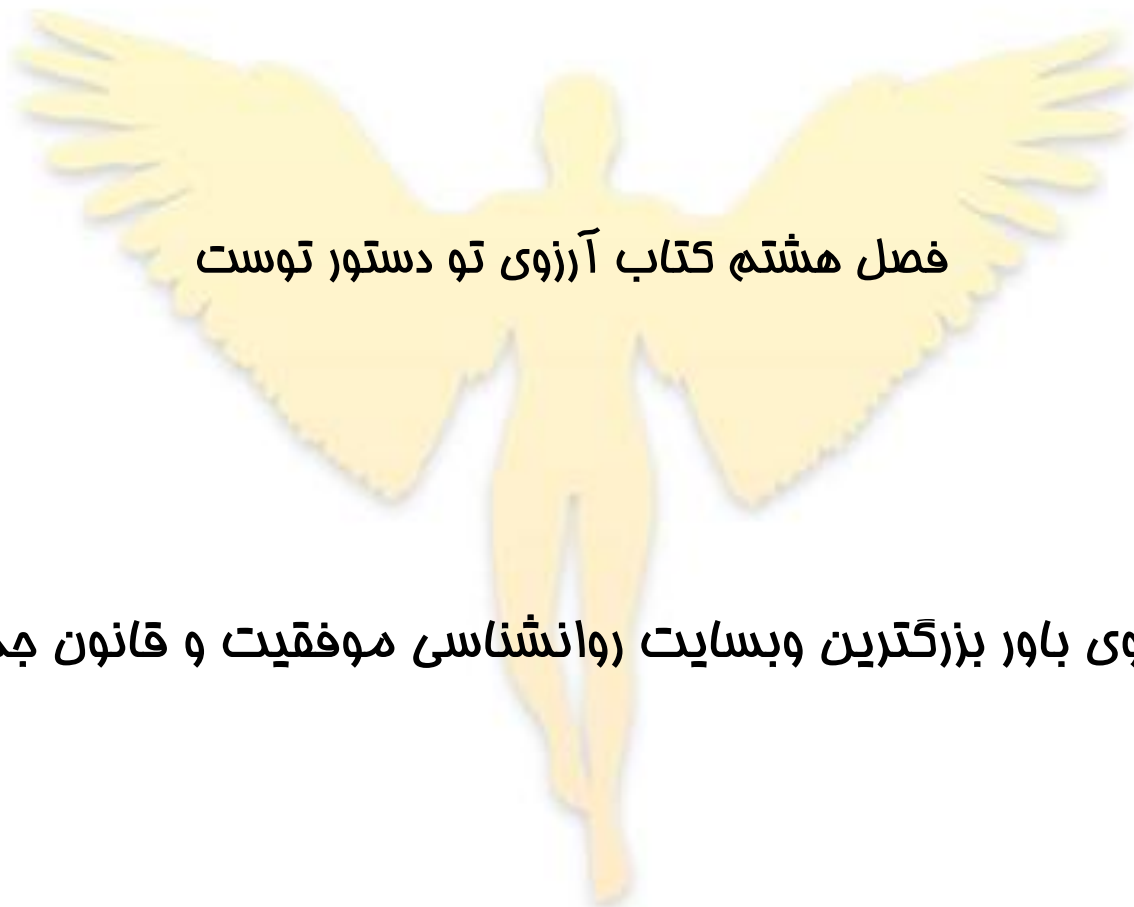 فصل هشتم کتاب آرزوی تو دستور توست
باور بزرگترین وبسایت روانشناسی موفقیت و قانون